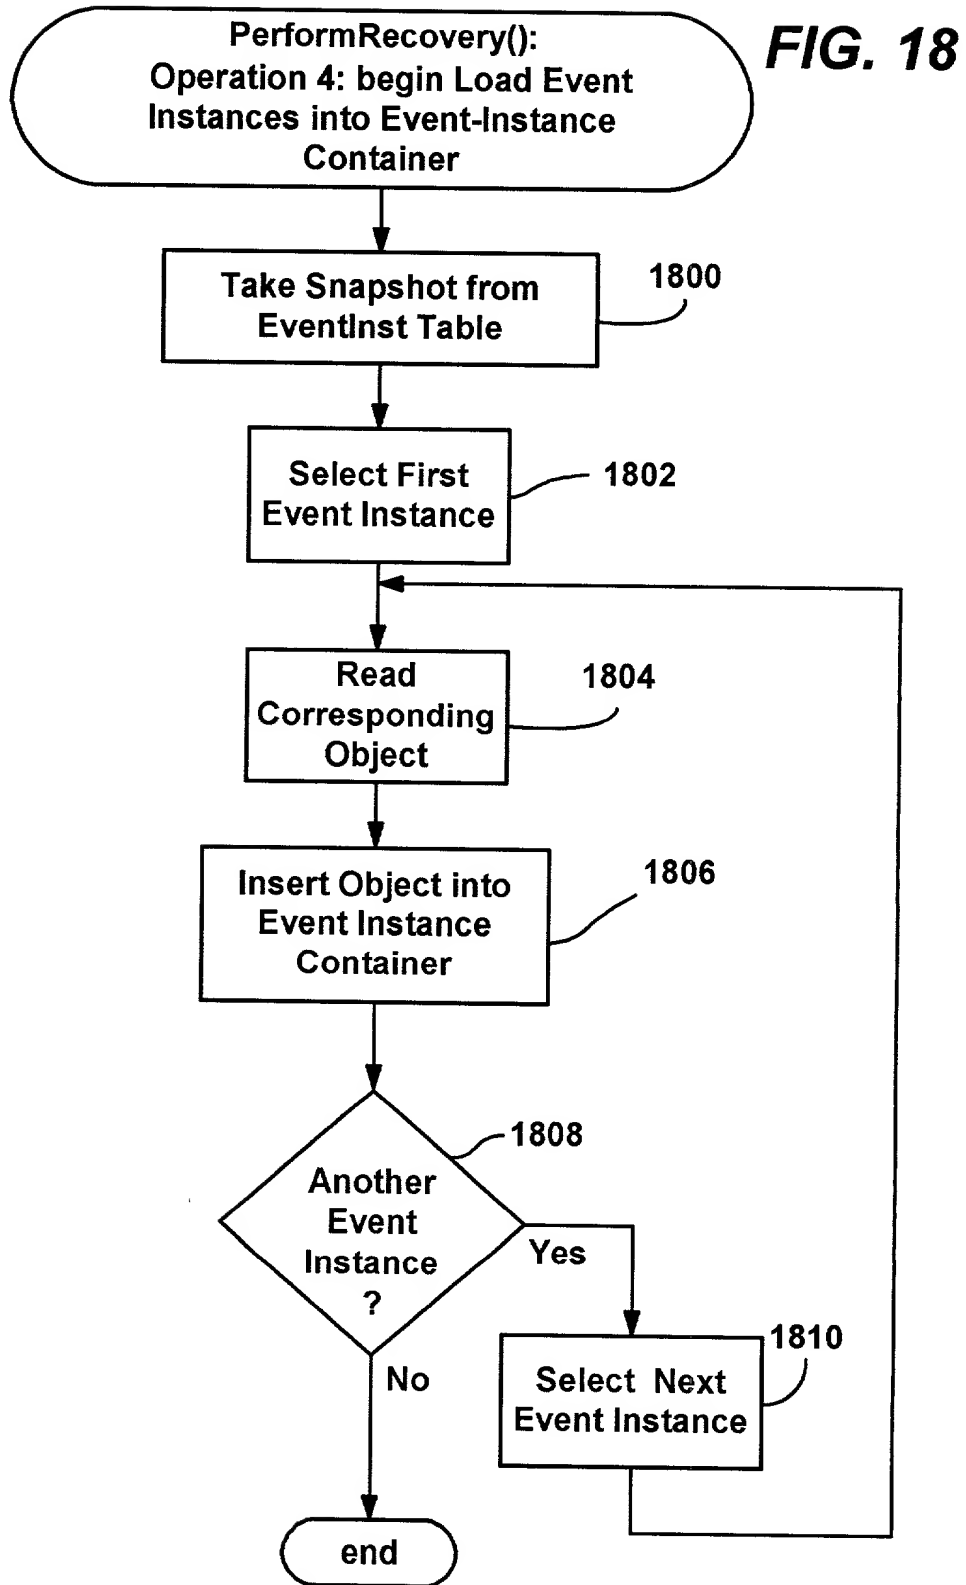 PerformRecovery():
Operation 4: begin Load Event
Instances into Event-Instance
Container
FIG. 18
Take Snapshot from
EventInst Table
1800
Select First
Event Instance
1802
Read
Corresponding
Object
1804
Insert Object into
Event Instance
Container
1806
Another
Event
Instance
?
1808
Yes
No
Select Next
Event Instance
1810
end